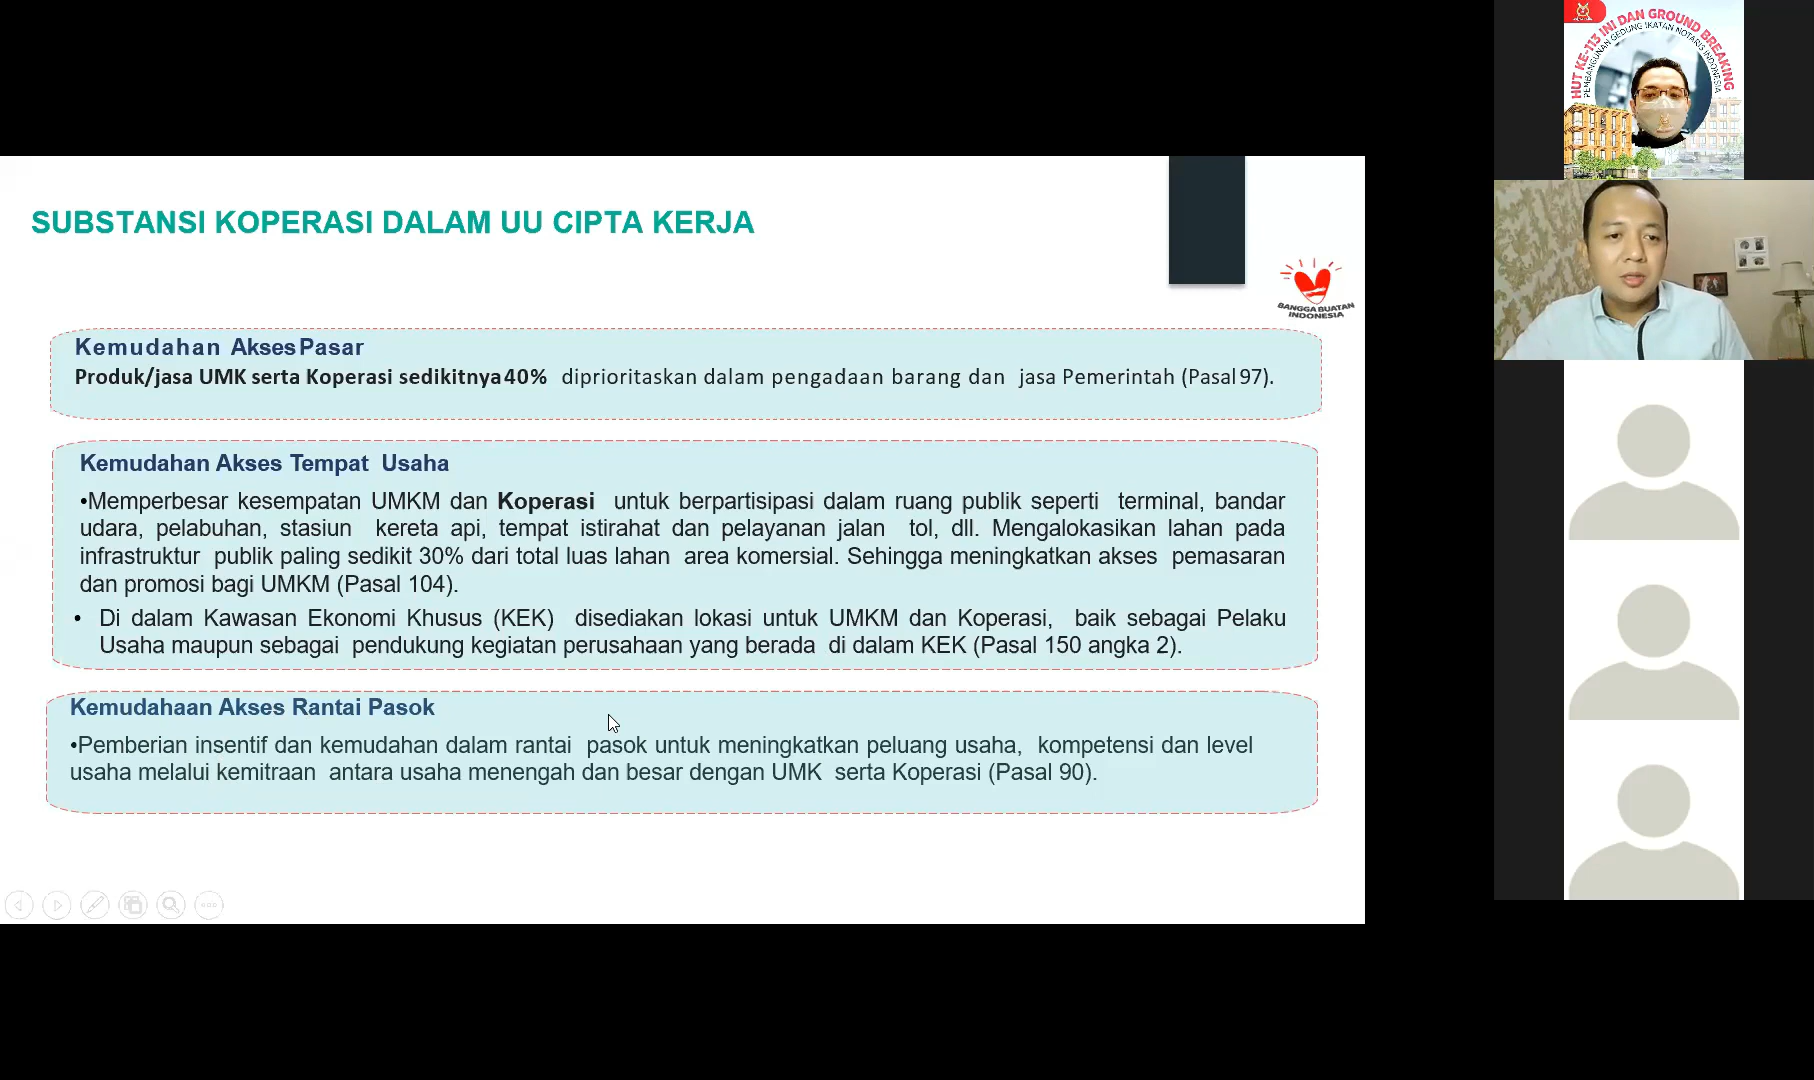 HUT KE-113 INI DAN GROUND BREAKING
PEMBANGUNAN GEDUNG IKATAN NOTARIS INDONESIA
SUBSTANSI KOPERASI DALAM UU CIPTA KERJA
BANGGA BUATAN
INDONESIA
Kemudahan Akses Pasar
Produk/jasa UMK serta Koperasi sedikitnya 40% diprioritaskan dalam pengadaan barang dan jasa Pemerintah (Pasal 97).
Kemudahan Akses Tempat Usaha
•Memperbesar kesempatan UMKM dan Koperasi untuk berpartisipasi dalam ruang publik seperti terminal, bandar
udara, pelabuhan, stasiun kereta api, tempat istirahat dan pelayanan jalan tol, dll. Mengalokasikan lahan pada
infrastruktur publik paling sedikit 30% dari total luas lahan area komersial. Sehingga meningkatkan akses pemasaran
dan promosi bagi UMKM (Pasal 104).
• Di dalam Kawasan Ekonomi Khusus (KEK) disediakan lokasi untuk UMKM dan Koperasi, baik sebagai Pelaku
Usaha maupun sebagai pendukung kegiatan perusahaan yang berada di dalam KEK (Pasal 150 angka 2).
Kemudahaan Akses Rantai Pasok
•Pemberian insentif dan kemudahan dalam rantai pasok untuk meningkatkan peluang usaha, kompetensi dan level
usaha melalui kemitraan antara usaha menengah dan besar dengan UMK serta Koperasi (Pasal 90).